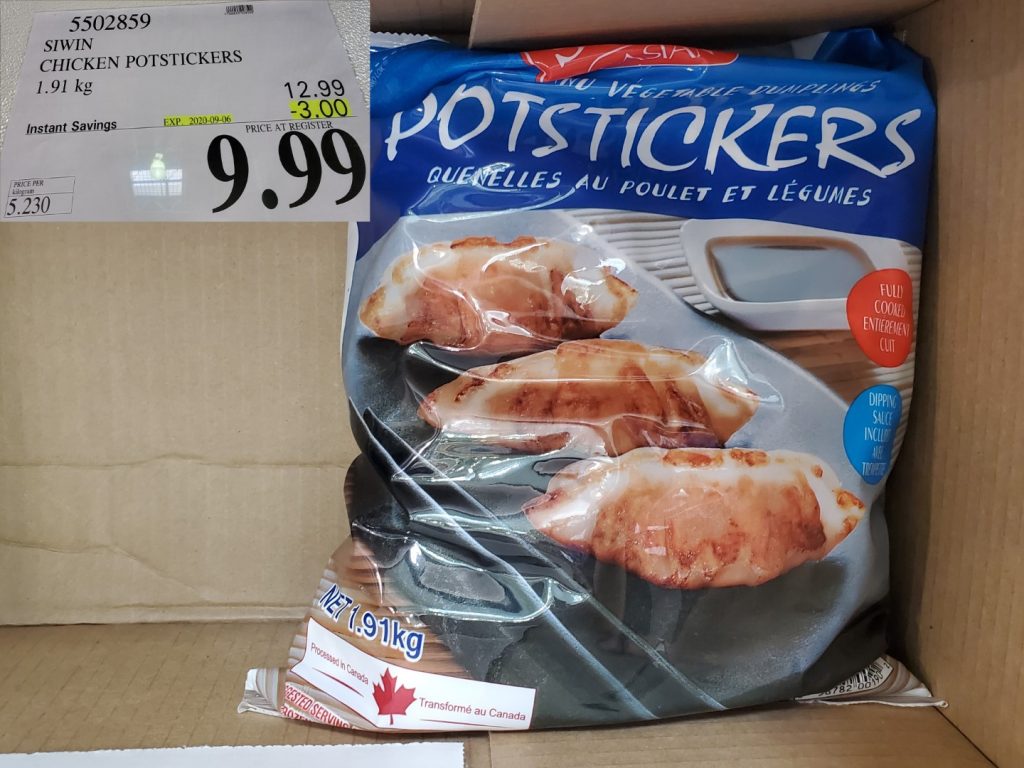 5502859
SIWIN
CHICKEN POTSTICKERS
1.91 kg
12.99
-3.00
Instant Savings
EXP. 2020-09-06
PRICE AT REGISTER
9.99
PRICE PER
kilogram
5.230
VEGETABLE DUMPLINGS
POTSTICKERS
QUENELLES AU POULET ET LÉGUMES
FULLY
COOKED
ENTIEREMENT
CUIT
DIPPING
SAUCE
NET 1.91kg
Processed in Canada
Transformé au Canada